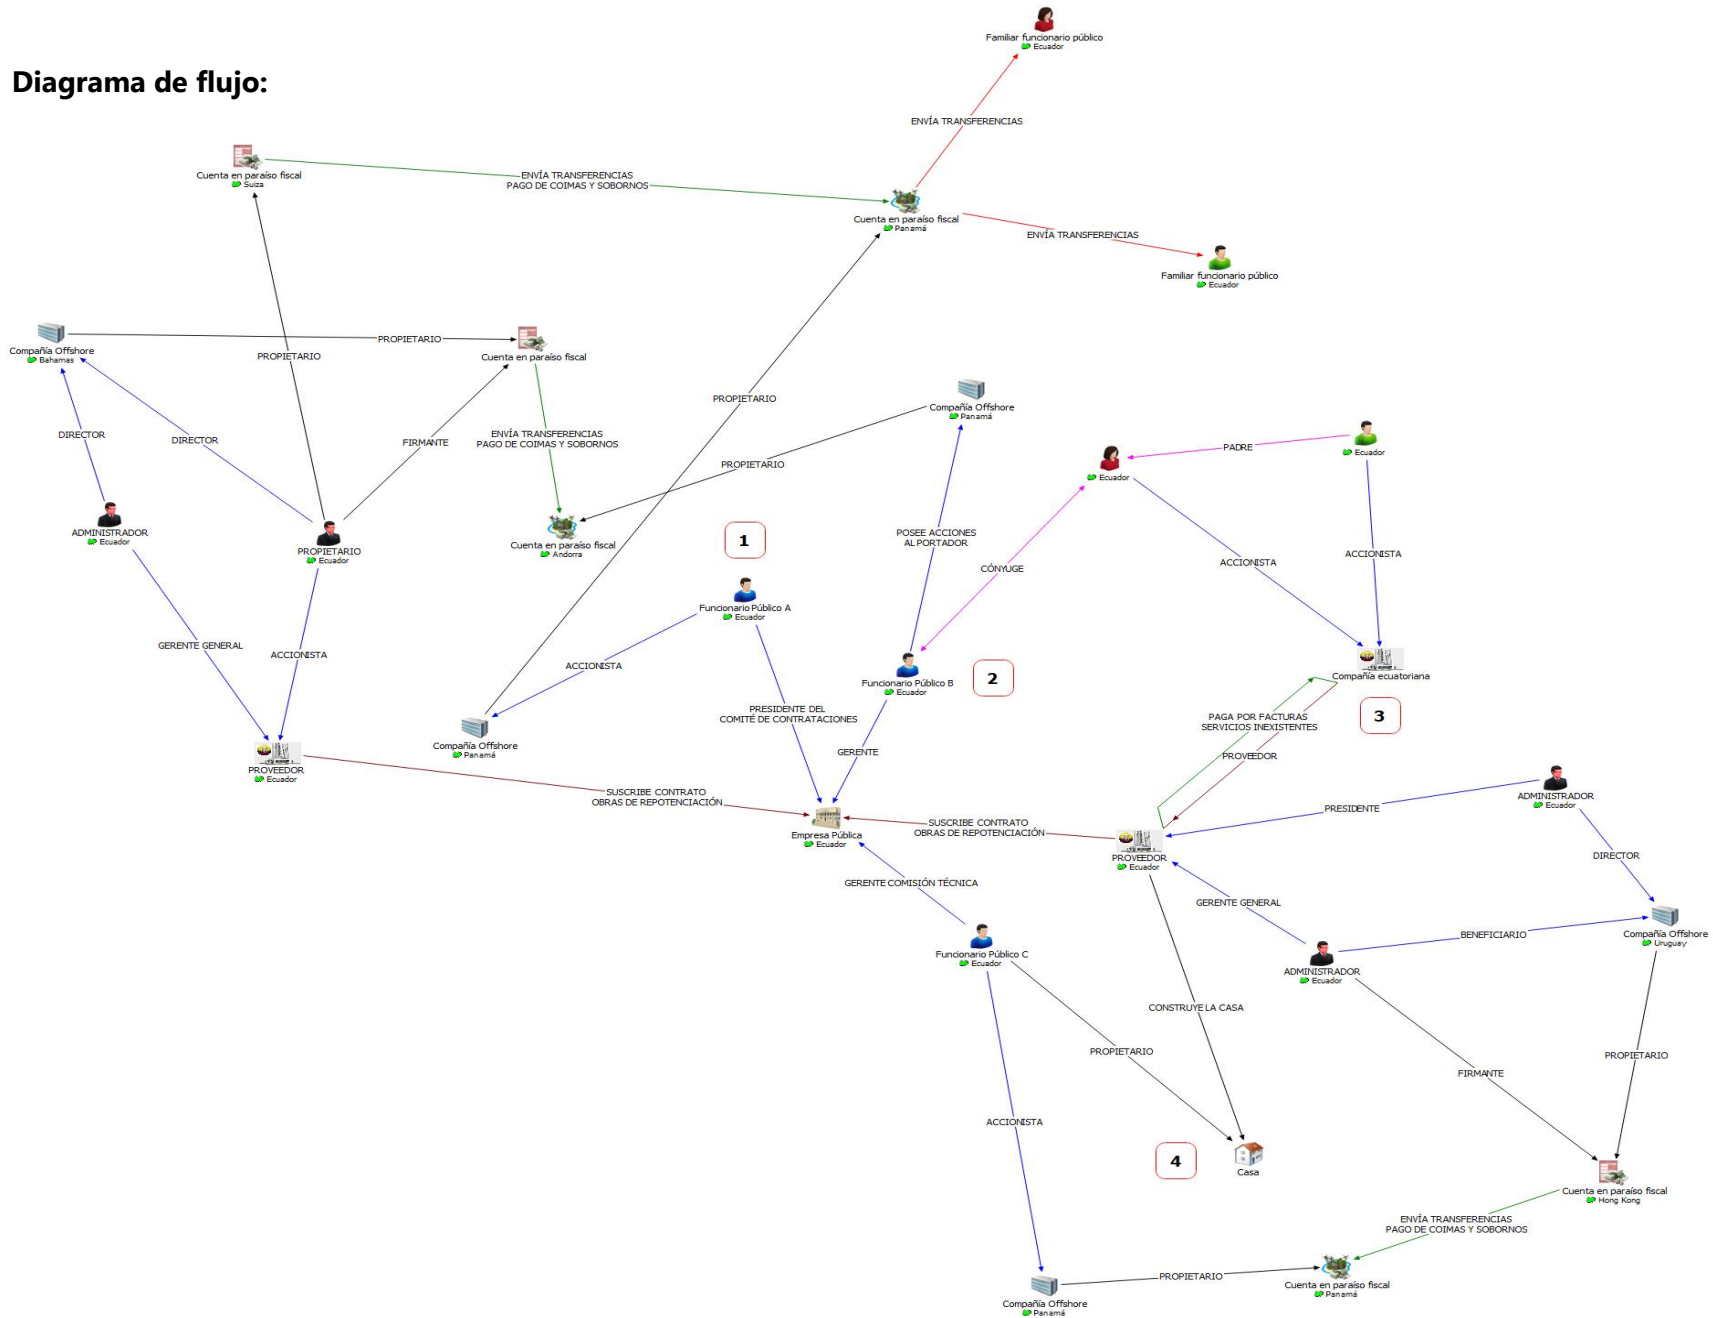 Diagrama de flujo:
Familiar funcionario público
Ecuador
ENVÍA TRANSFERENCIAS
Cuenta en paraíso fiscal
Suiza
ENVÍA TRANSFERENCIAS
PAGO DE COIMAS Y SOBORNOS
Cuenta en paraíso fiscal
Panamá
ENVÍA TRANSFERENCIAS
Familiar funcionario público
Ecuador
Compañía Offshore
Bahamas
PROPIETARIO
PROPIETARIO
Cuenta en paraíso fiscal
DIRECTOR
DIRECTOR
FIRMANTE
ENVÍA TRANSFERENCIAS
PAGO DE COIMAS Y SOBORNOS
PROPIETARIO
Compañía Offshore
Panamá
PROPIETARIO
PADRE
Ecuador
Ecuador
ADMINISTRADOR
Ecuador
PROPIETARIO
Ecuador
Cuenta en paraíso fiscal
Andorra
1
POSEE ACCIONES
AL PORTADOR
CÓNYUGE
ACCIONISTA
ACCIONISTA
Funcionario Público A
Ecuador
GERENTE GENERAL
ACCIONISTA
ACCIONISTA
Funcionario Público B
Ecuador
2
Compañía ecuatoriana
3
PRESIDENTE DEL
COMITÉ DE CONTRATACIONES
GERENTE
PAGA POR FACTURAS
SERVICIOS INEXISTENTES
PROVEEDOR
Compañía Offshore
Panamá
PROVEEDOR
Ecuador
SUSCRIBE CONTRATO
OBRAS DE REPOTENCIACIÓN
Empresa Pública
Ecuador
SUSCRIBE CONTRATO
OBRAS DE REPOTENCIACIÓN
PROVEEDOR
Ecuador
PRESIDENTE
ADMINISTRADOR
Ecuador
DIRECTOR
GERENTE COMISIÓN TÉCNICA
GERENTE GENERAL
BENEFICIARIO
Compañía Offshore
Uruguay
Funcionario Público C
Ecuador
ADMINISTRADOR
Ecuador
CONSTRUYE LA CASA
PROPIETARIO
PROPIETARIO
FIRMANTE
ACCIONISTA
4
Casa
Cuenta en paraíso fiscal
Hong Kong
ENVÍA TRANSFERENCIAS
PAGO DE COIMAS Y SOBORNOS
PROPIETARIO
Cuenta en paraíso fiscal
Panamá
Compañía Offshore
Panamá